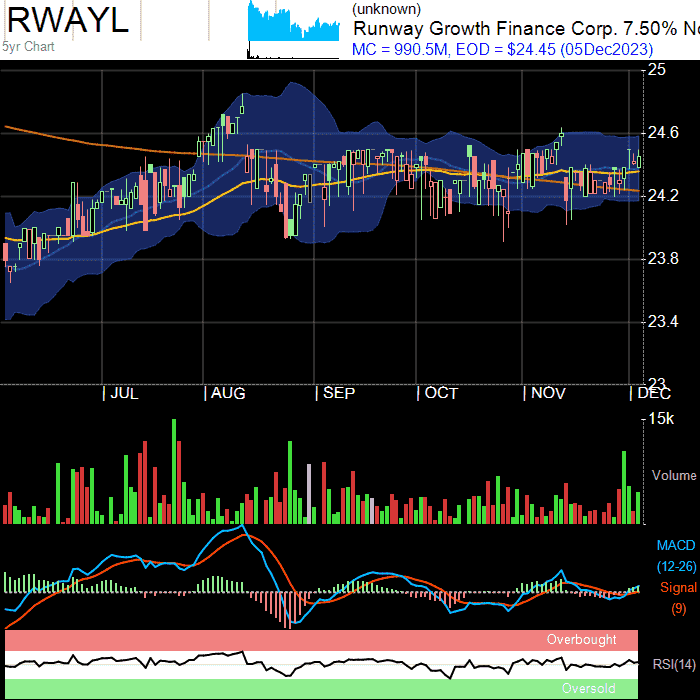 RWAYL
5yr Chart
(unknown)
Runway Growth Finance Corp. 7.50% No
MC = 990.5M, EOD = $24.45 (05Dec2023)
25
24.6
24.2
23.8
23.4
23
JUL AUG SEP OCT NOV DEC
15k
Volume
MACD
(12-26)
Signal
(9)
Overbought
RSI(14)
Oversold